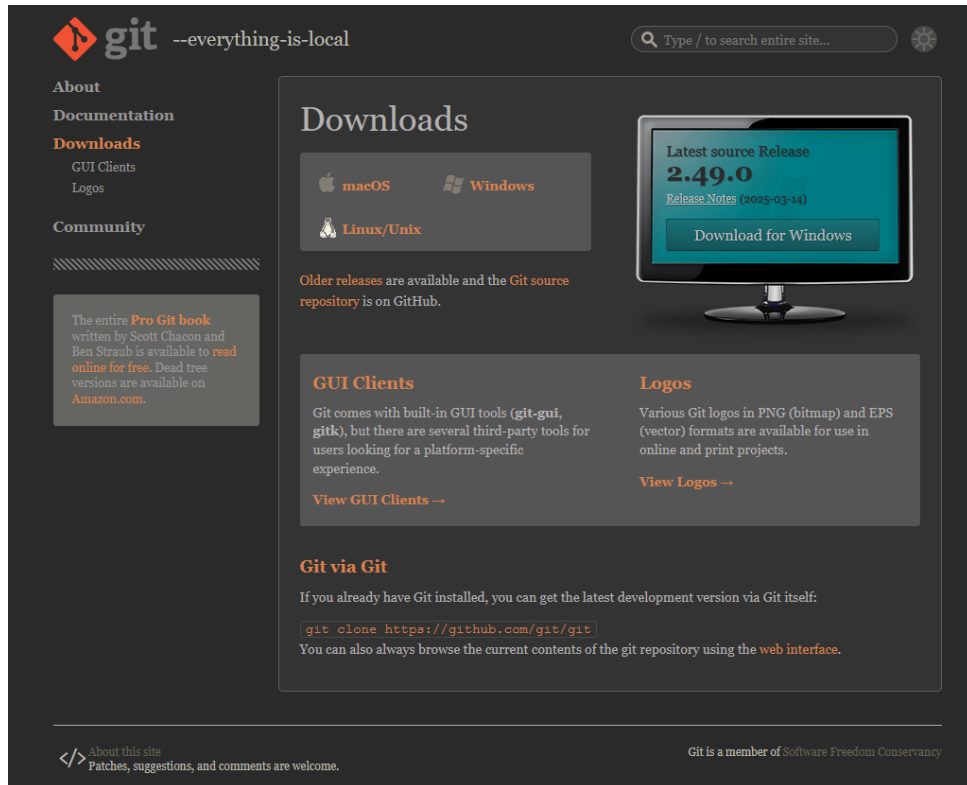 git --everything-is-local
Type / to search entire site...
About
Documentation
Downloads
GUI Clients
Logos
Community
The entire Pro Git book
written by Scott Chacon and
Ben Straub is available to read
online for free. Dead tree
versions are available on
Amazon.com.
Downloads
macOS
Windows
Linux/Unix
Older releases are available and the Git source
repository is on GitHub.
Latest source Release
2.49.0
Release Notes (2025-03-14)
Download for Windows
GUI Clients
Git comes with built-in GUI tools (git-gui,
gitk), but there are several third-party tools for
users looking for a platform-specific
experience.
View GUI Clients →
Logos
Various Git logos in PNG (bitmap) and EPS
(vector) formats are available for use in
online and print projects.
View Logos →
Git via Git
If you already have Git installed, you can get the latest development version via Git itself:
git clone https://github.com/git/git
You can also always browse the current contents of the git repository using the web interface.
</> About this site
Patches, suggestions, and comments are welcome.
Git is a member of Software Freedom Conservancy